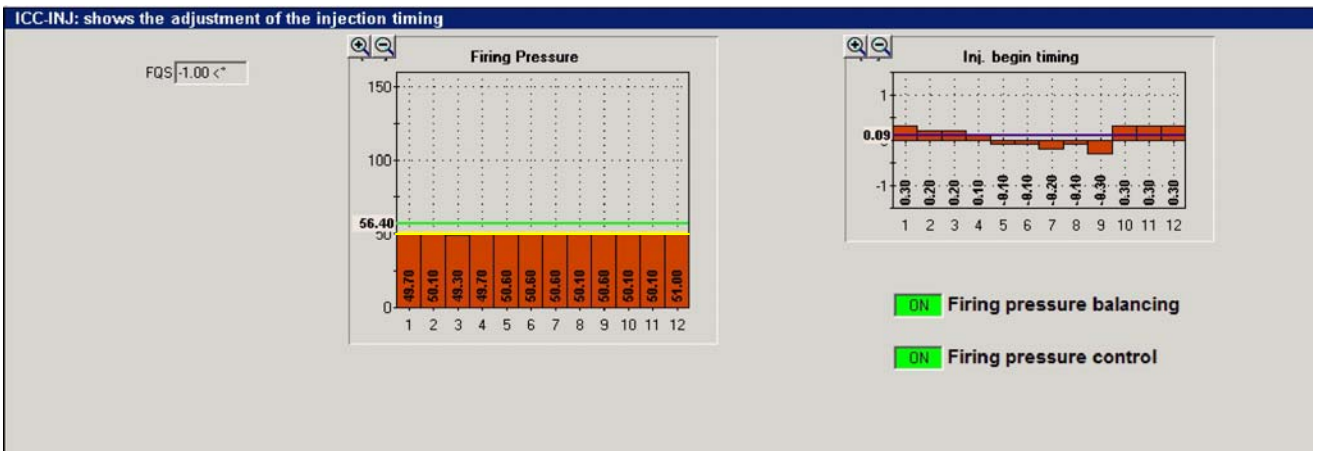 ICC-INJ: shows the adjustment of the injection timing
FQS -1.00 <°
Firing Pressure
150
100
56.40
50
0
49.70 50.10 49.30 49.70 50.60 50.60 50.60 50.10 50.60 50.10 50.10 51.00
1 2 3 4 5 6 7 8 9 10 11 12
Inj. begin timing
1
0.09
-1
0.30 0.20 0.20 0.10 -0.10 -0.10 -0.20 -0.10 -0.30 0.30 0.30 0.30
1 2 3 4 5 6 7 8 9 10 11 12
ON Firing pressure balancing
ON Firing pressure control